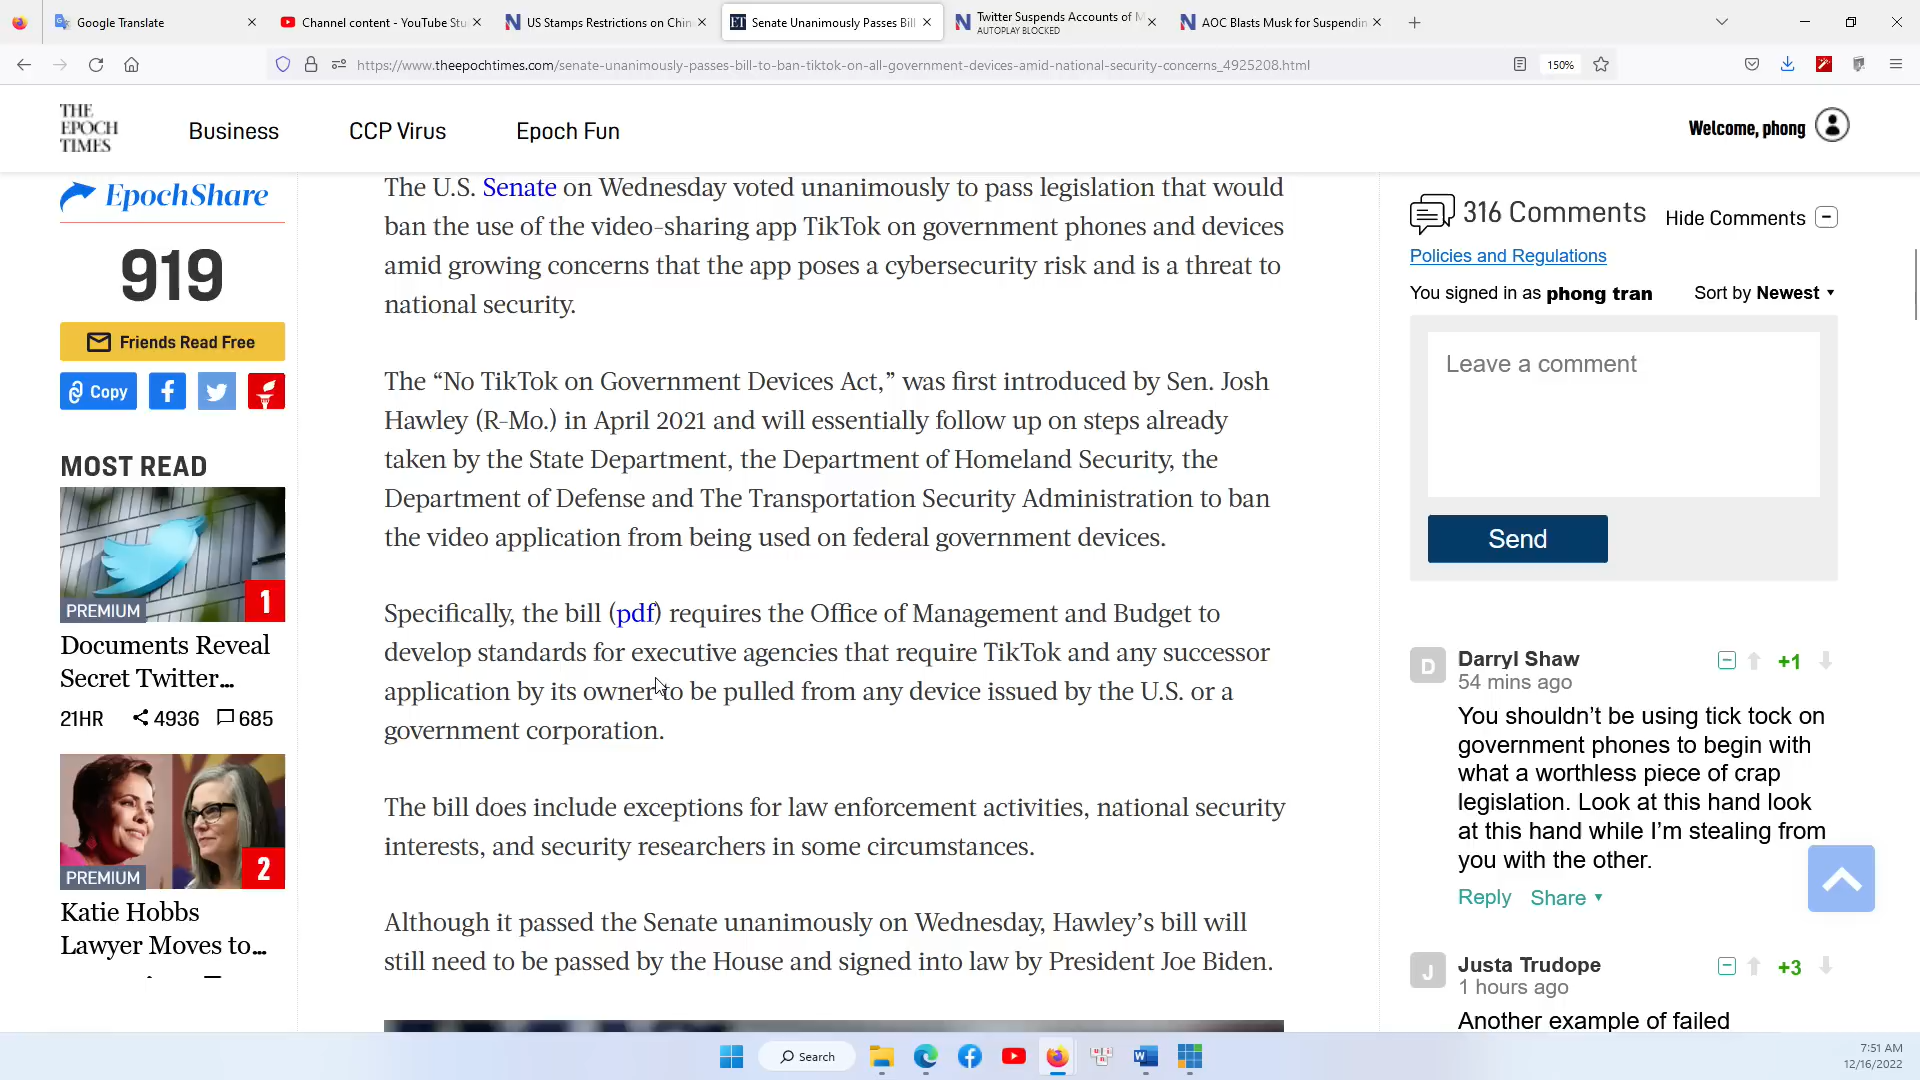 Google Translate
Channel content - YouTube Stu
US Stamps Restrictions on Chin
Senate Unanimously Passes Bill
Twitter Suspends Accounts of M
AUTOPLAY BLOCKED
AOC Blasts Musk for Suspendin
https://www.theepochtimes.com/senate-unanimously-passes-bill-to-ban-tiktok-on-all-government-devices-amid-national-security-concerns_4925208.html
150%
THE
EPOCH
TIMES
Business
CCP Virus
Epoch Fun
Welcome, phong
EpochShare
919
Friends Read Free
Copy
MOST READ
PREMIUM
1
Documents Reveal
Secret Twitter...
21HR
4936
685
PREMIUM
2
Katie Hobbs
Lawyer Moves to...
The U.S. Senate on Wednesday voted unanimously to pass legislation that would
ban the use of the video-sharing app TikTok on government phones and devices
amid growing concerns that the app poses a cybersecurity risk and is a threat to
national security.
The “No TikTok on Government Devices Act,” was first introduced by Sen. Josh
Hawley (R-Mo.) in April 2021 and will essentially follow up on steps already
taken by the State Department, the Department of Homeland Security, the
Department of Defense and The Transportation Security Administration to ban
the video application from being used on federal government devices.
Specifically, the bill (pdf) requires the Office of Management and Budget to
develop standards for executive agencies that require TikTok and any successor
application by its owner to be pulled from any device issued by the U.S. or a
government corporation.
The bill does include exceptions for law enforcement activities, national security
interests, and security researchers in some circumstances.
Although it passed the Senate unanimously on Wednesday, Hawley’s bill will
still need to be passed by the House and signed into law by President Joe Biden.
316 Comments
Hide Comments
Policies and Regulations
You signed in as phong tran
Sort by Newest
Leave a comment
Send
D
Darryl Shaw
+1
54 mins ago
You shouldn’t be using tick tock on
government phones to begin with
what a worthless piece of crap
legislation. Look at this hand look
at this hand while I’m stealing from
you with the other.
Reply
Share
J
Justa Trudope
+3
1 hours ago
Another example of failed
Search
7:51 AM
12/16/2022